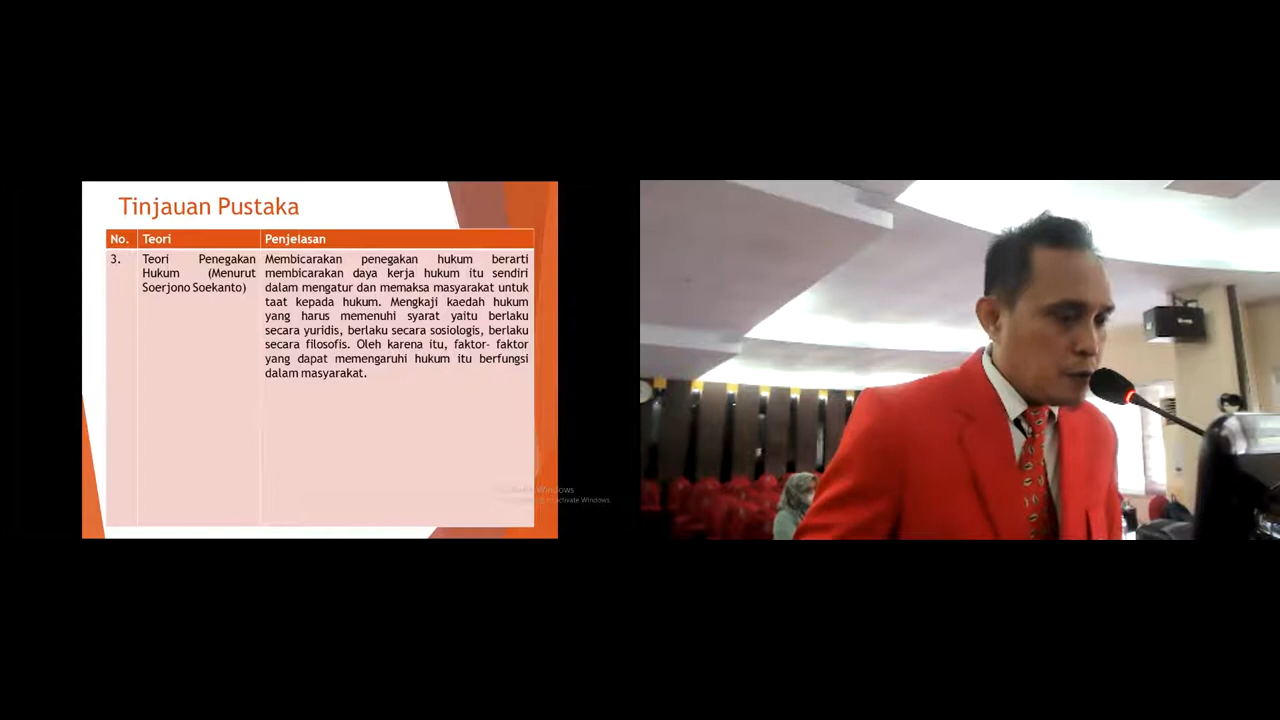 Tinjauan Pustaka
No. Teori Penjelasan
3. Teori Penegakan Membicarakan penegakan hukum berarti
Hukum (Menurut membicarakan daya kerja hukum itu sendiri
Soerjono Soekanto) dalam mengatur dan memaksa masyarakat untuk
taat kepada hukum. Mengkaji kaedah hukum
yang harus memenuhi syarat yaitu berlaku
secara yuridis, berlaku secara sosiologis, berlaku
secara filosofis. Oleh karena itu, faktor- faktor
yang dapat memengaruhi hukum itu berfungsi
dalam masyarakat.
Windows
activate Windows.